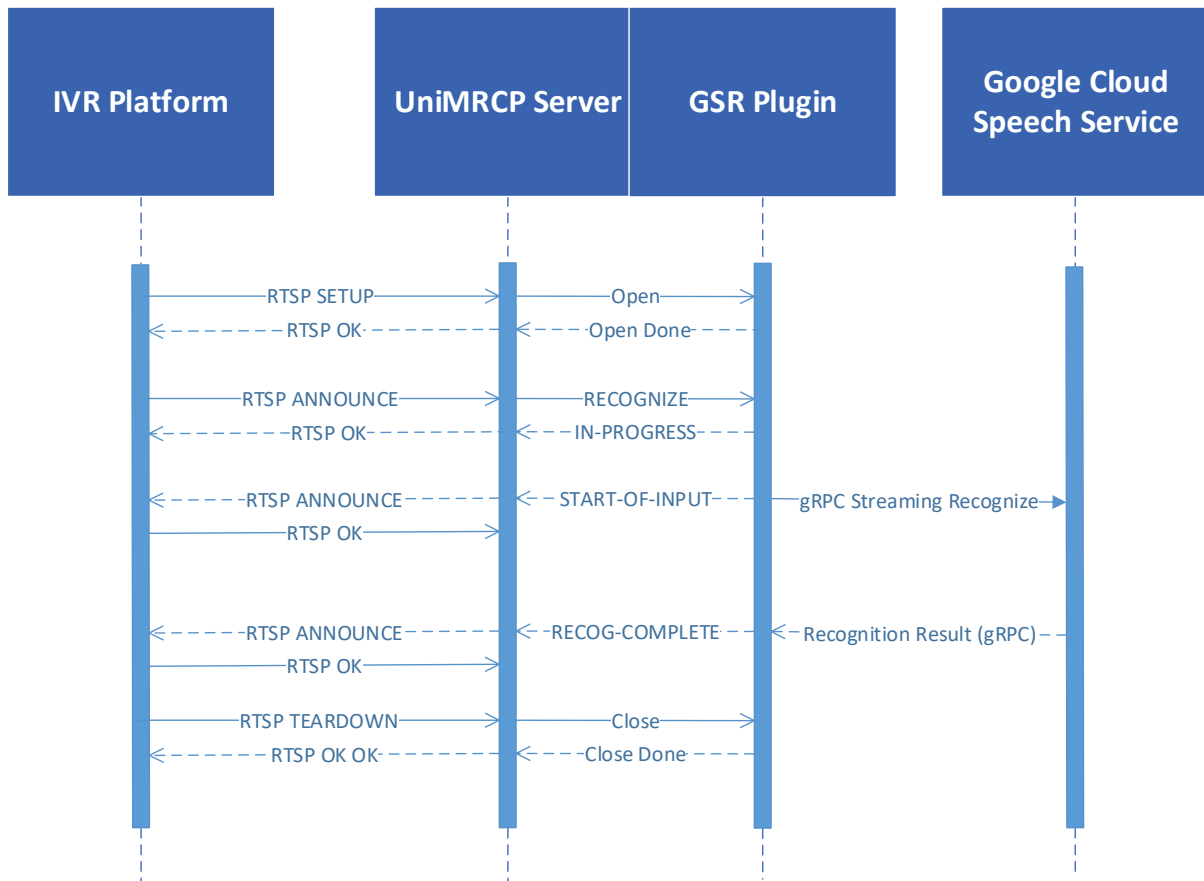 IVR Platform
UniMRCP Server
GSR Plugin
Google Cloud
Speech Service
RTSP SETUP
Open
RTSP OK
Open Done
RTSP ANNOUNCE
RECOGNIZE
RTSP OK
IN-PROGRESS
RTSP ANNOUNCE
START-OF-INPUT
gRPC Streaming Recognize
RTSP OK
RTSP ANNOUNCE
RECOG-COMPLETE
Recognition Result (gRPC)
RTSP OK
RTSP TEARDOWN
Close
RTSP OK OK
Close Done